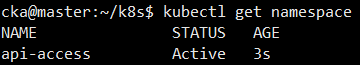 cka@master:~/k8s$ kubectl get namespace
NAME STATUS AGE
api-access Active 3s